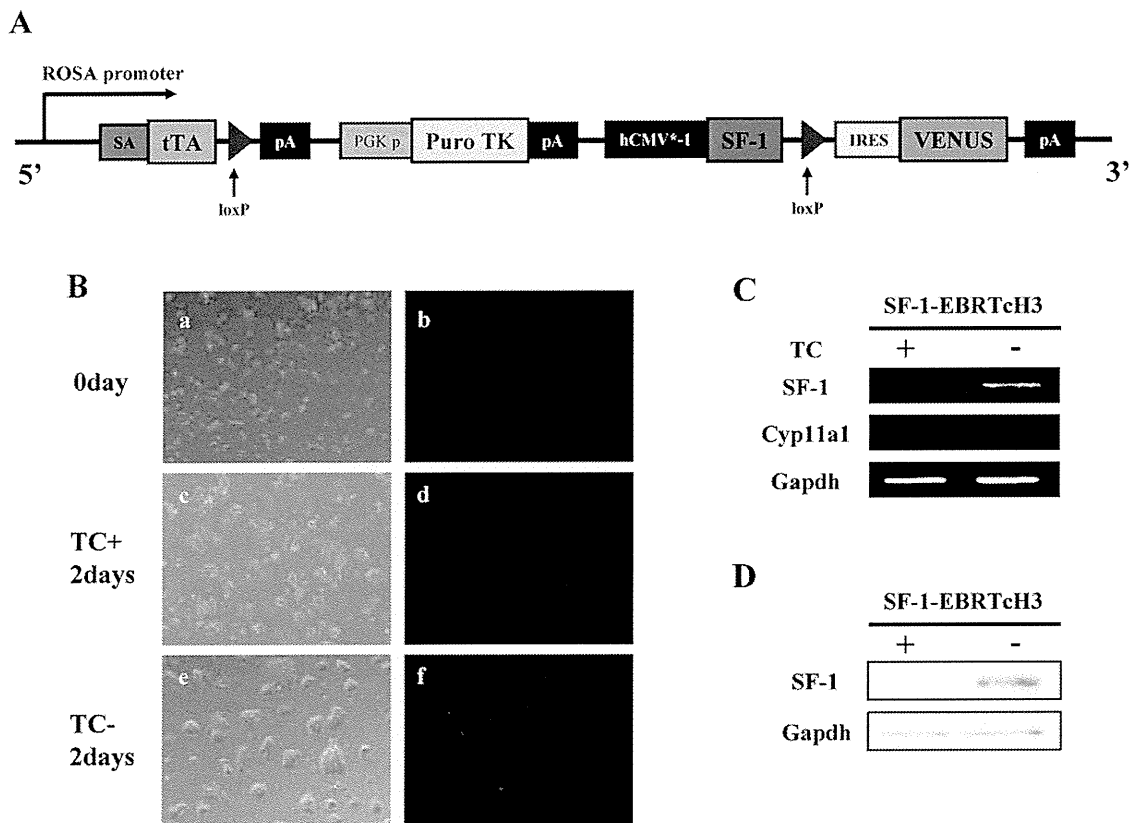 A
ROSA promoter
SA tTA pA PGK p Puro TK pA hCMV*-1 SF-1 IRES VENUS pA
5’ 3’
loxP loxP
B
a b
0day
c d
TC+
2days
e f
TC-
2days
C
SF-1-EBRTcH3
TC + -
SF-1
Cyp11a1
Gapdh
D
SF-1-EBRTcH3
+ -
SF-1
Gapdh